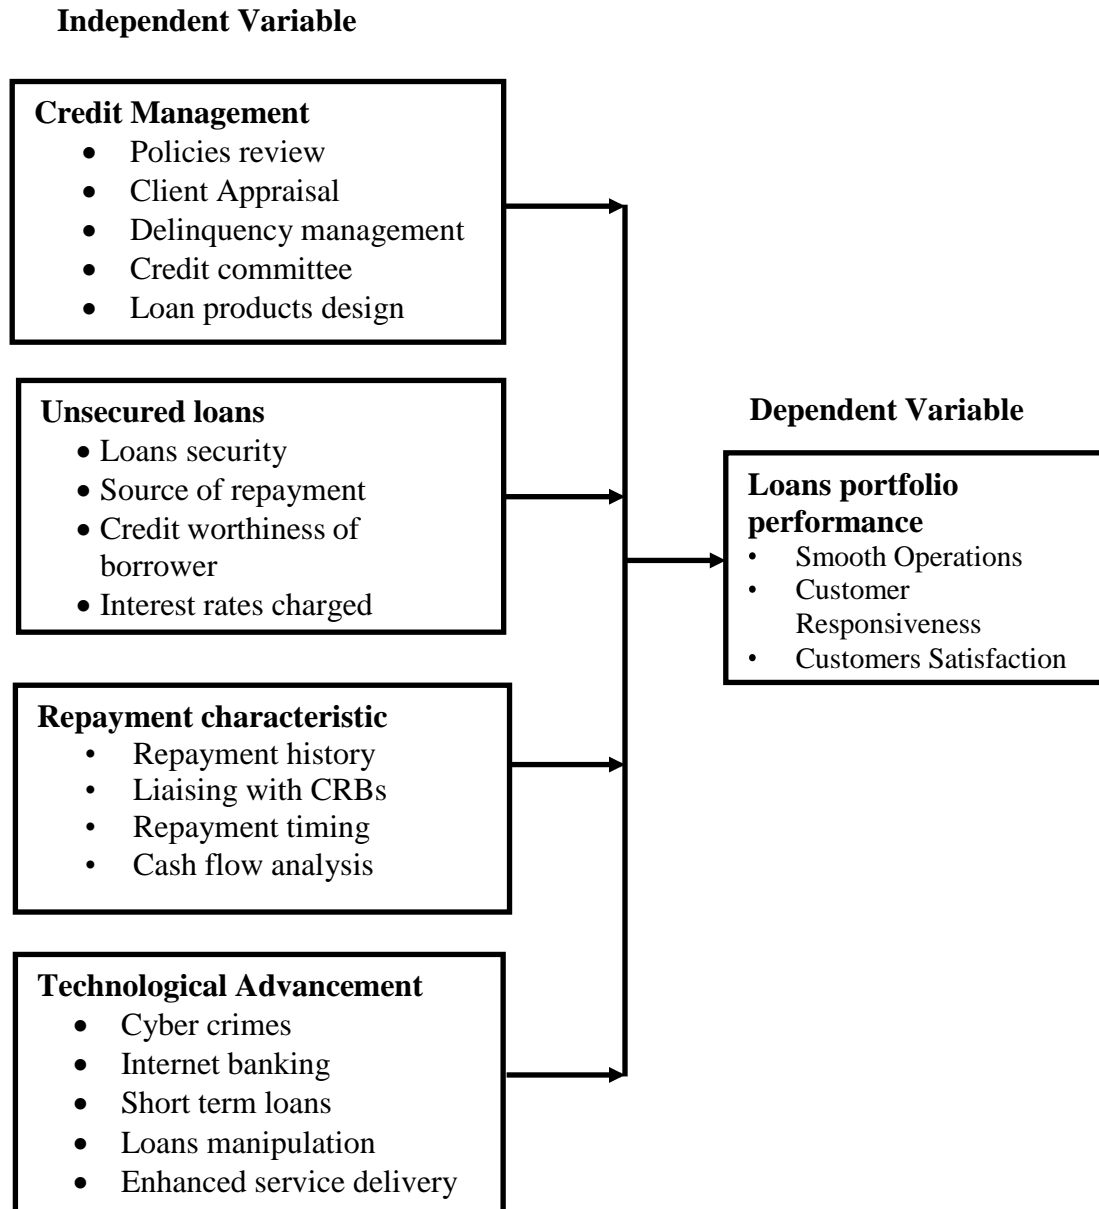 Independent Variable
Credit Management
• Policies review
• Client Appraisal
• Delinquency management
• Credit committee
• Loan products design
Unsecured loans
• Loans security
• Source of repayment
• Credit worthiness of
borrower
• Interest rates charged
Repayment characteristic
• Repayment history
• Liaising with CRBs
• Repayment timing
• Cash flow analysis
Technological Advancement
• Cyber crimes
• Internet banking
• Short term loans
• Loans manipulation
• Enhanced service delivery
Dependent Variable
Loans portfolio
performance
• Smooth Operations
• Customer
Responsiveness
• Customers Satisfaction